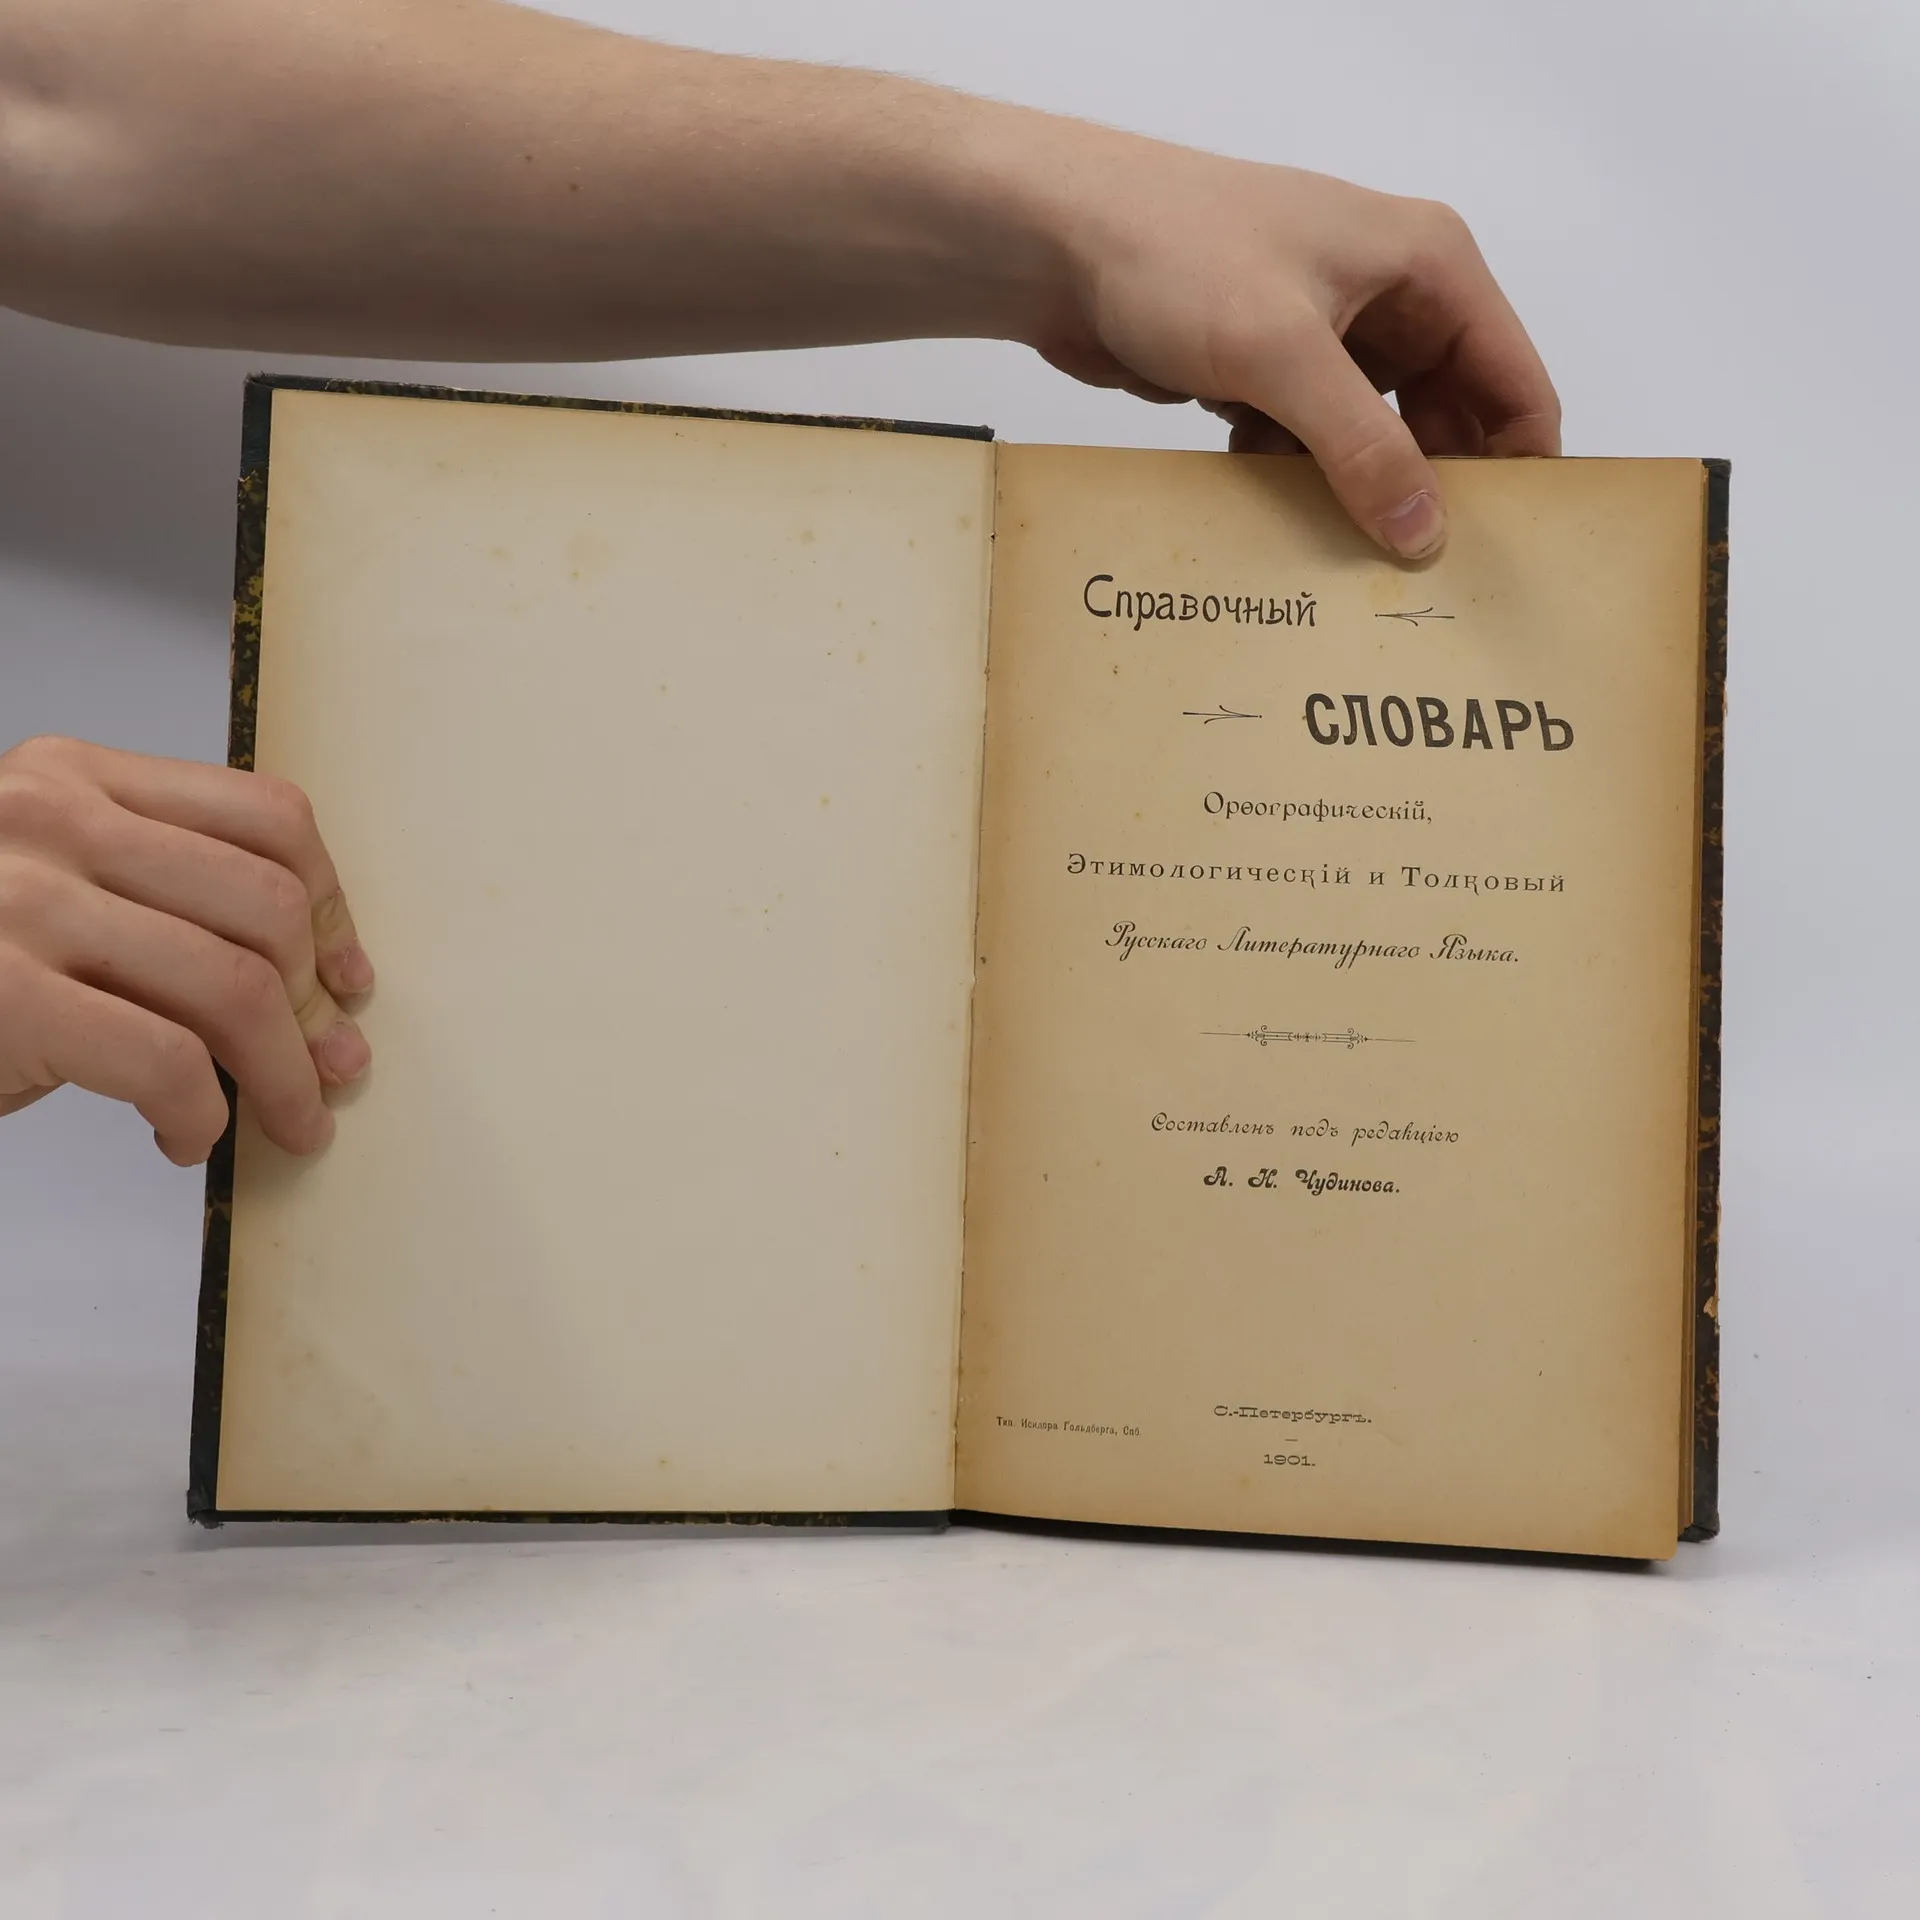 Справочный
СЛОВАРЬ
Орѳографическій,
Этимологическій и Толковый
Русскаго Литературнаго Языка.
Составленъ подъ редакціею
А. Н. Чудинова.
С.-Петербургъ.
Тип. Исидора Гольдберга, Спб.
1901.